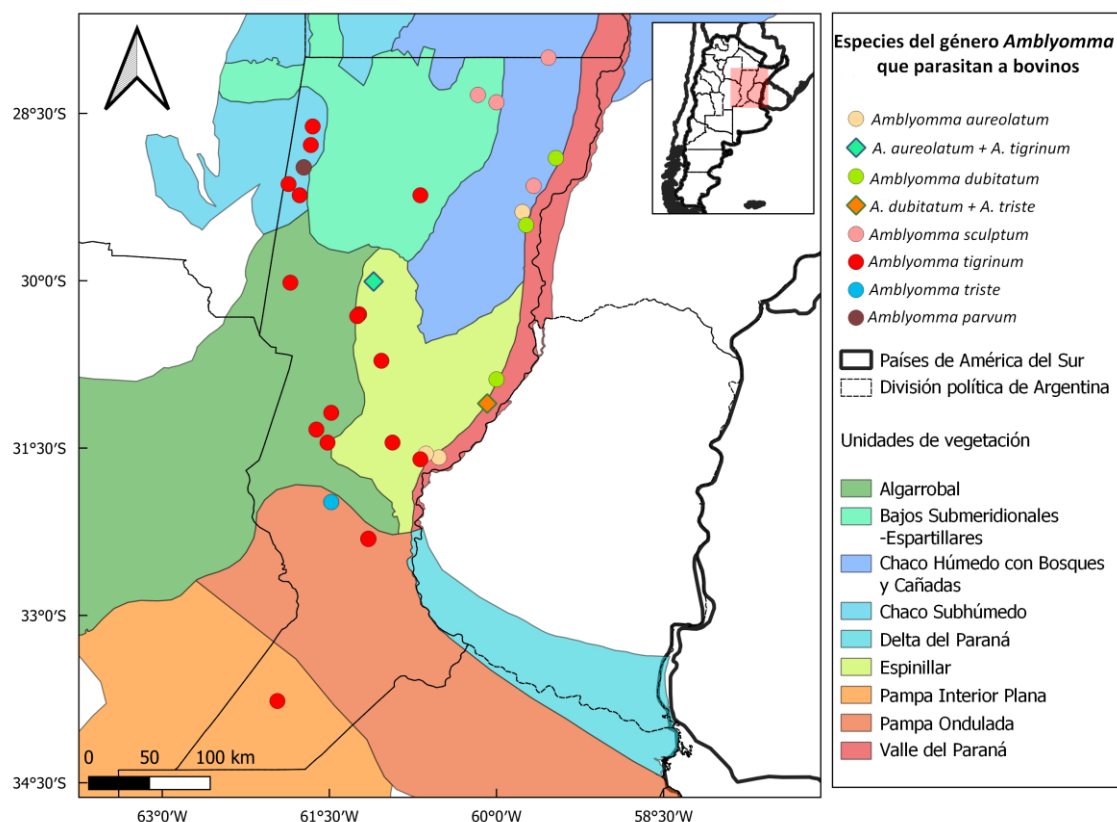 Especies del género Amblyomma
que parasitan a bovinos
Amblyomma aureolatum
A. aureolatum + A. tigrinum
Amblyomma dubitatum
A. dubitatum + A. triste
Amblyomma sculptum
Amblyomma tigrinum
Amblyomma triste
Amblyomma parvum
Países de América del Sur
División política de Argentina
Unidades de vegetación
Algarrobal
Bajos Submeridionales
-Espartillares
Chaco Húmedo con Bosques
y Cañadas
Chaco Subhúmedo
Delta del Paraná
Espinillar
Pampa Interior Plana
Pampa Ondulada
Valle del Paraná
28°30'S
30°0'S
31°30'S
33°0'S
34°30'S
0 50 100 km
63°0'W 61°30'W 60°0'W 58°30'W